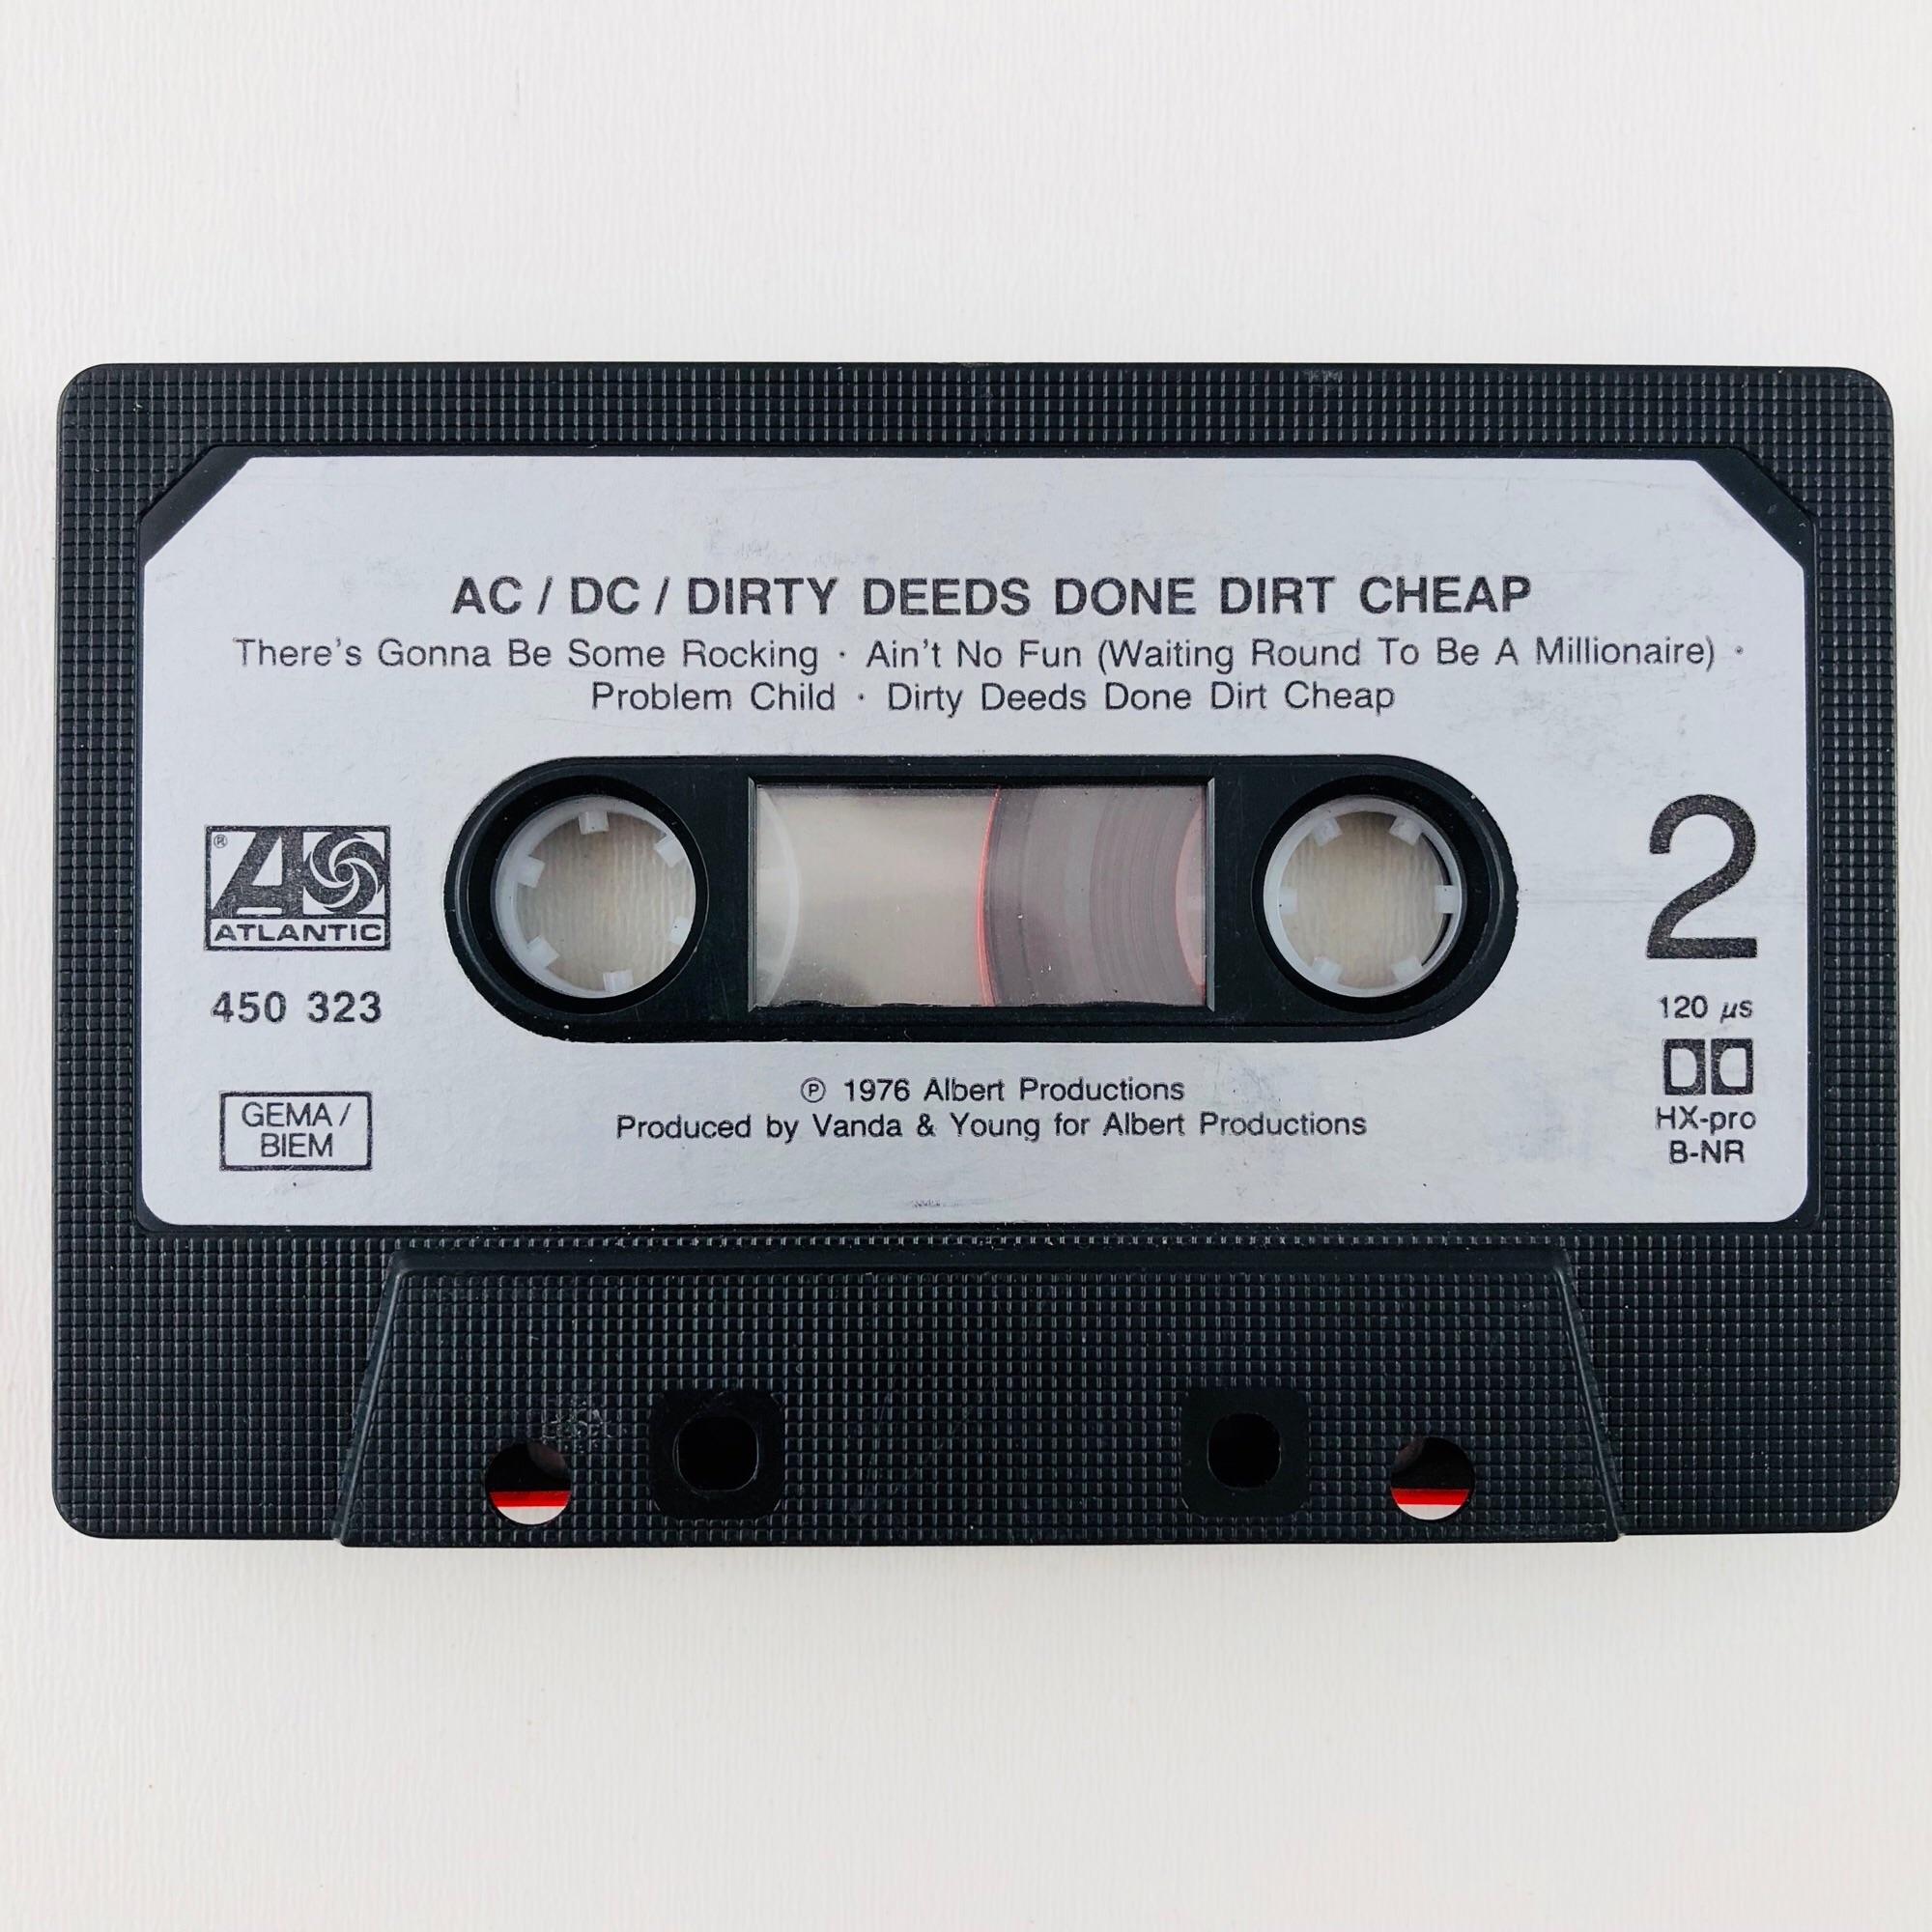 AC / DC / DIRTY DEEDS DONE DIRT CHEAP
There's Gonna Be Some Rocking · Ain't No Fun (Waiting Round To Be A Millionaire) ·
Problem Child · Dirty Deeds Done Dirt Cheap
®
ATLANTIC
450 323
GEMA /
BIEM
2
120 µs
HX-pro
B-NR
℗ 1976 Albert Productions
Produced by Vanda & Young for Albert Productions